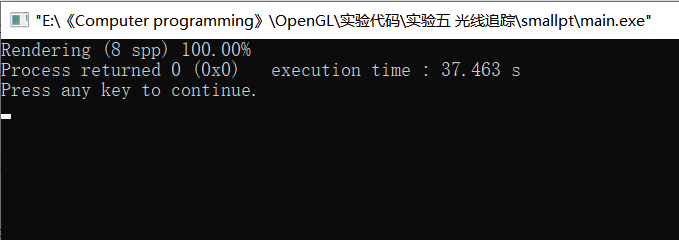 "E:\《Computer programming》\OpenGL\实验代码\实验五 光线追踪\smallpt\main.exe"
Rendering (8 spp) 100.00%
Process returned 0 (0x0)   execution time : 37.463 s
Press any key to continue.